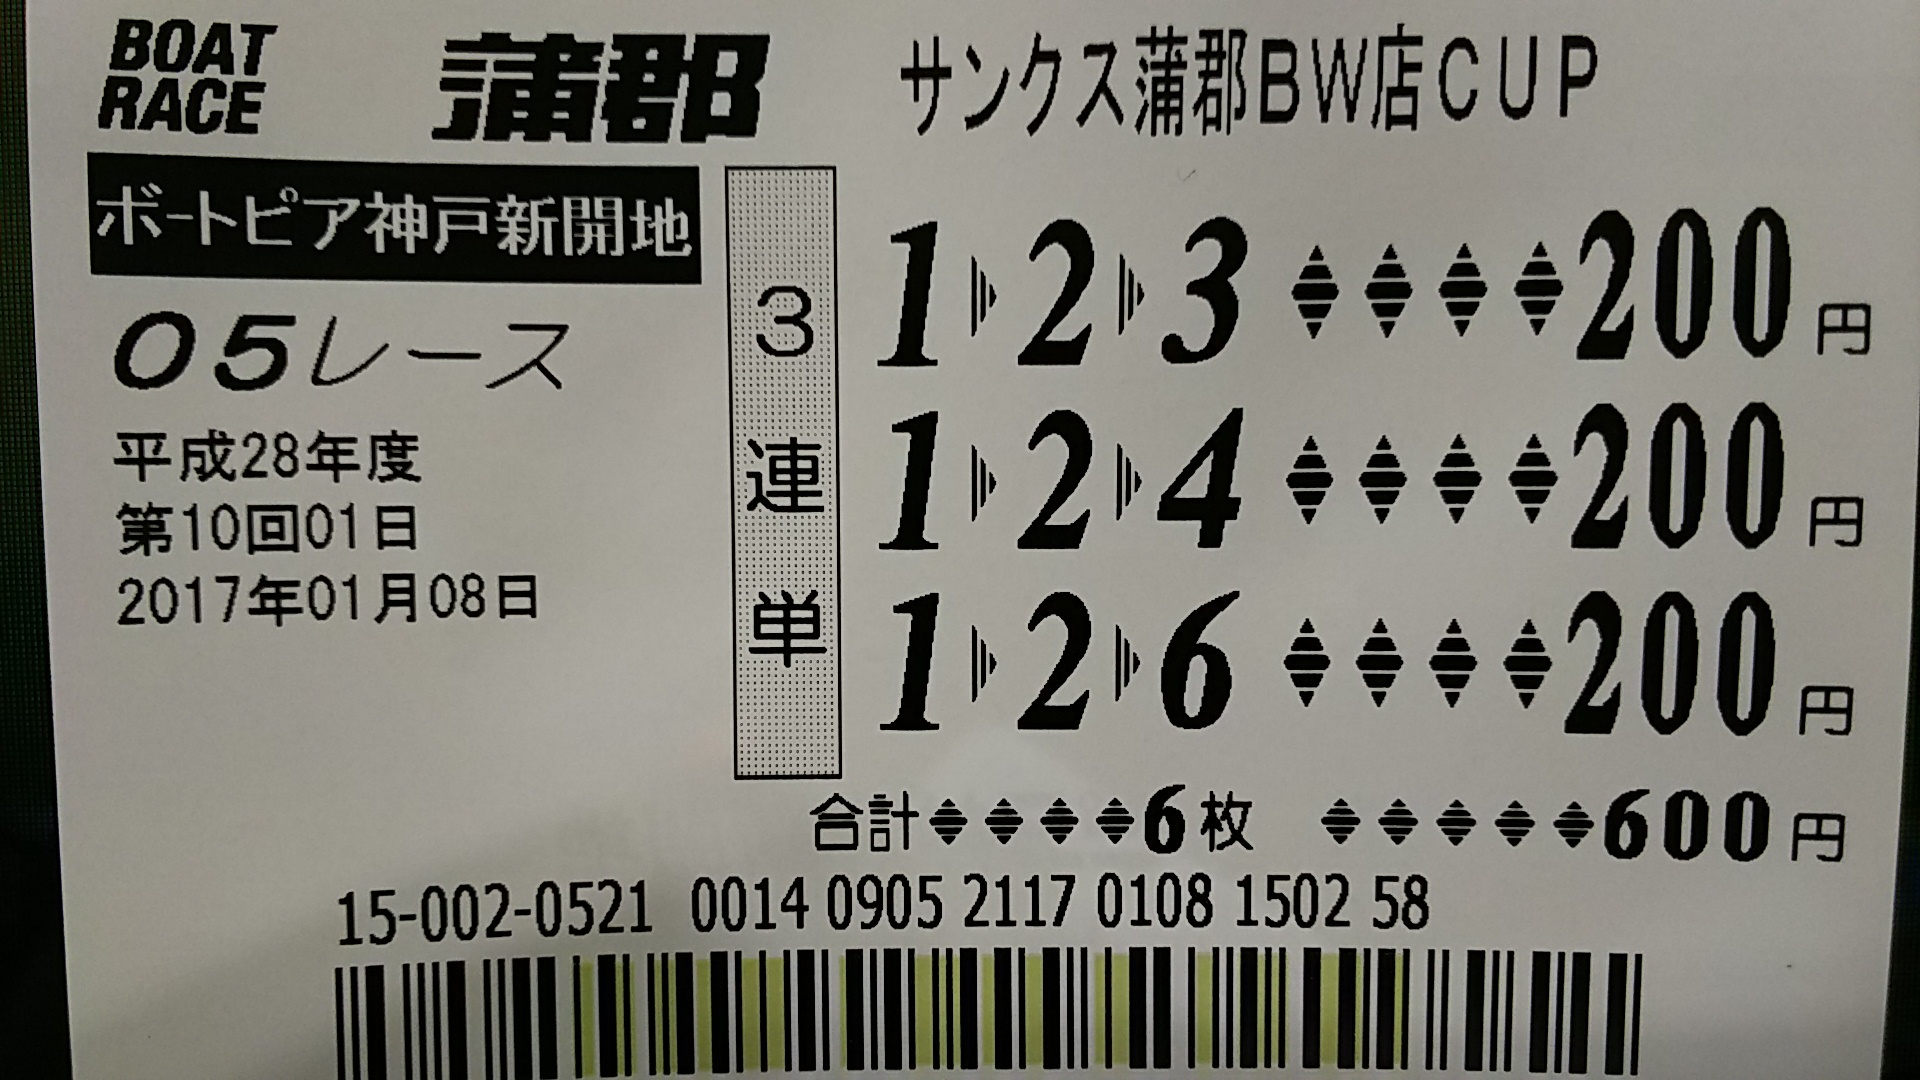 BOAT RACE 蒲郡 サンクス蒲郡BW店CUP
ボートピア神戸新開地
05レース
平成28年度
第10回01日
2017年01月08日
3連単
1 2 3 200円
1 2 4 200円
1 2 6 200円
合計 6枚 600円
15-002-0521 0014 0905 2117 0108 1502 58